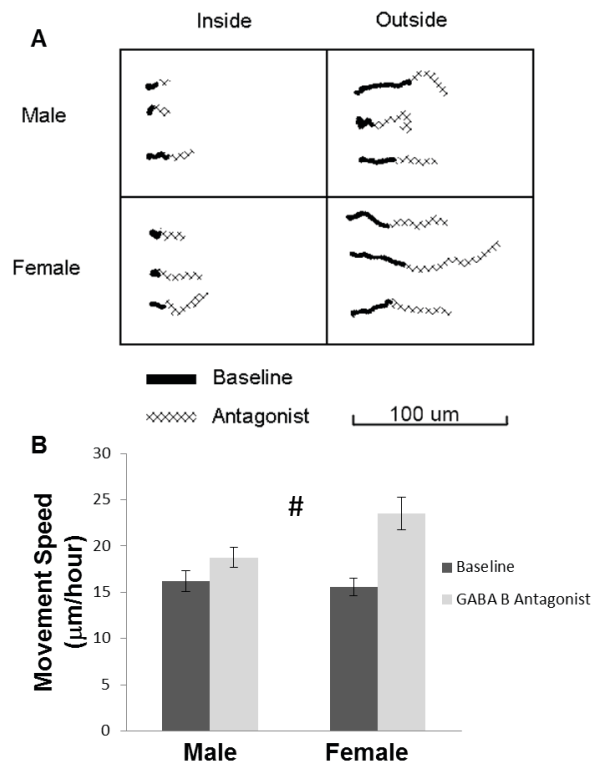 A
Inside Outside
Male
Female
Baseline
Antagonist
100 um
B
Movement Speed
(μm/hour)
30
25
20
15
10
5
0
#
Baseline
GABA B Antagonist
Male Female